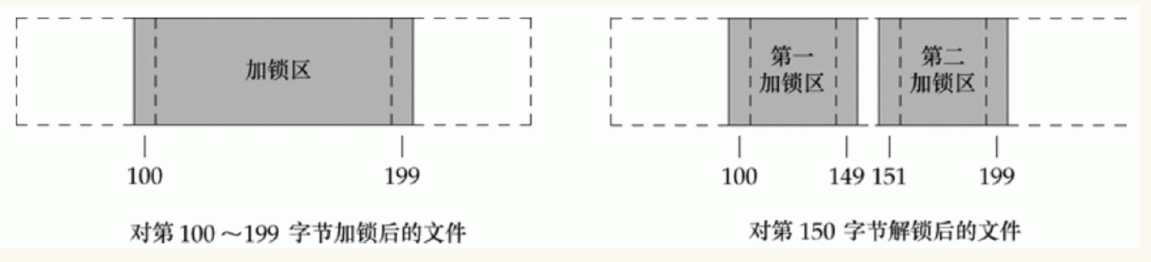 加锁区
100
199
对第 100 ～199 字节加锁后的文件
第一
加锁区
第二
加锁区
100
149
151
199
对第 150 字节解锁后的文件